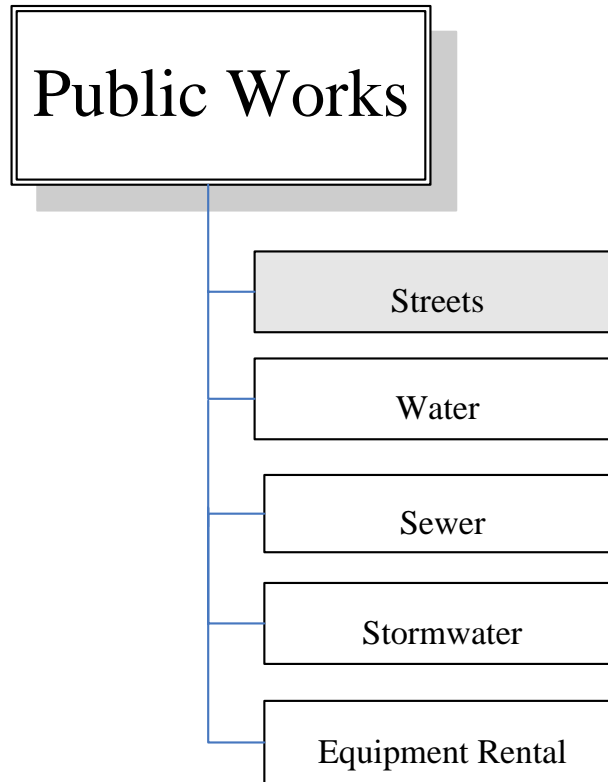 Public Works
Streets
Water
Sewer
Stormwater
Equipment Rental